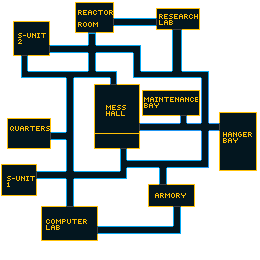 REACTOR
ROOM
RESEARCH
LAB
S-UNIT
2
MESS
HALL
MAINTENANCE
BAY
QUARTERS
HANGER
BAY
S-UNIT
1
ARMORY
COMPUTER
LAB